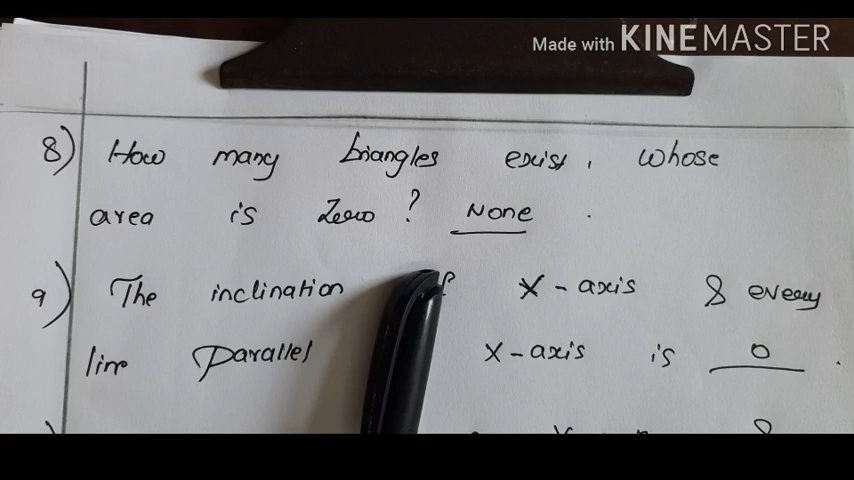 Made with KINEMASTER
8) How many triangles exist, whose
area is Zero? None.
9) The inclination X-axis & every
line Parallel X-axis is 0.